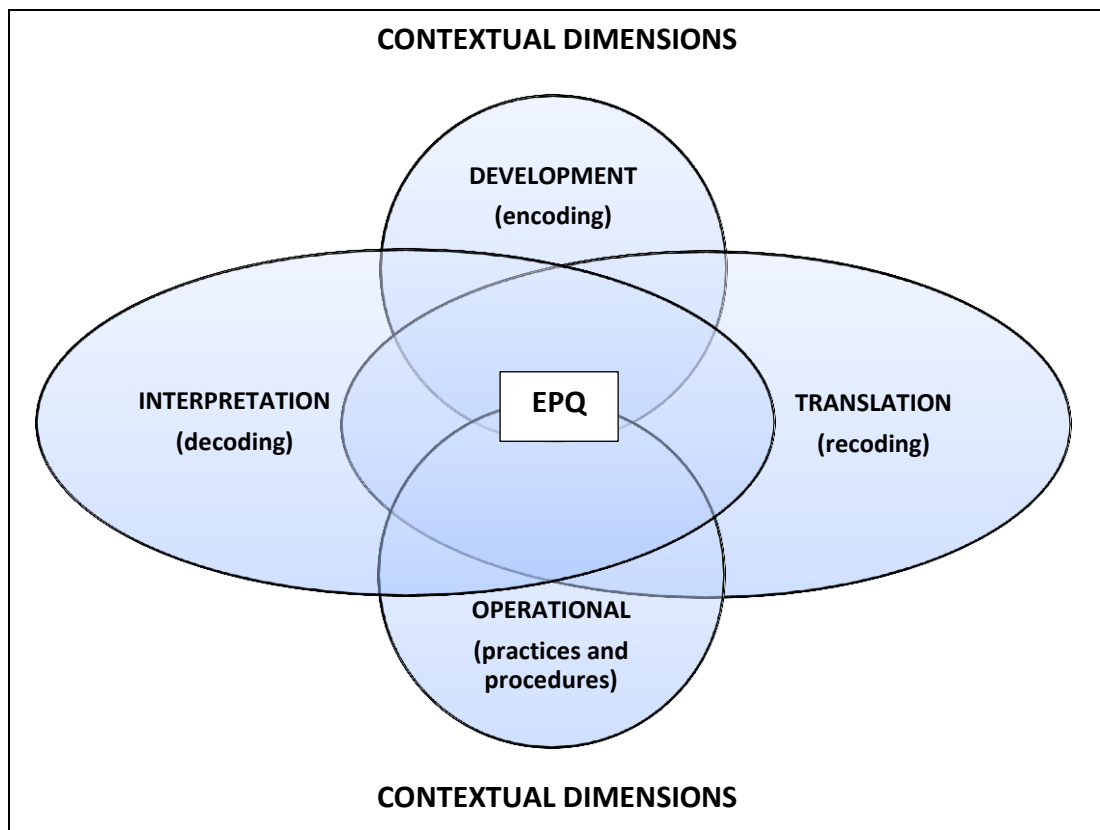 CONTEXTUAL DIMENSIONS
DEVELOPMENT
(encoding)
INTERPRETATION
(decoding)
EPQ
TRANSLATION
(recoding)
OPERATIONAL
(practices and
procedures)
CONTEXTUAL DIMENSIONS